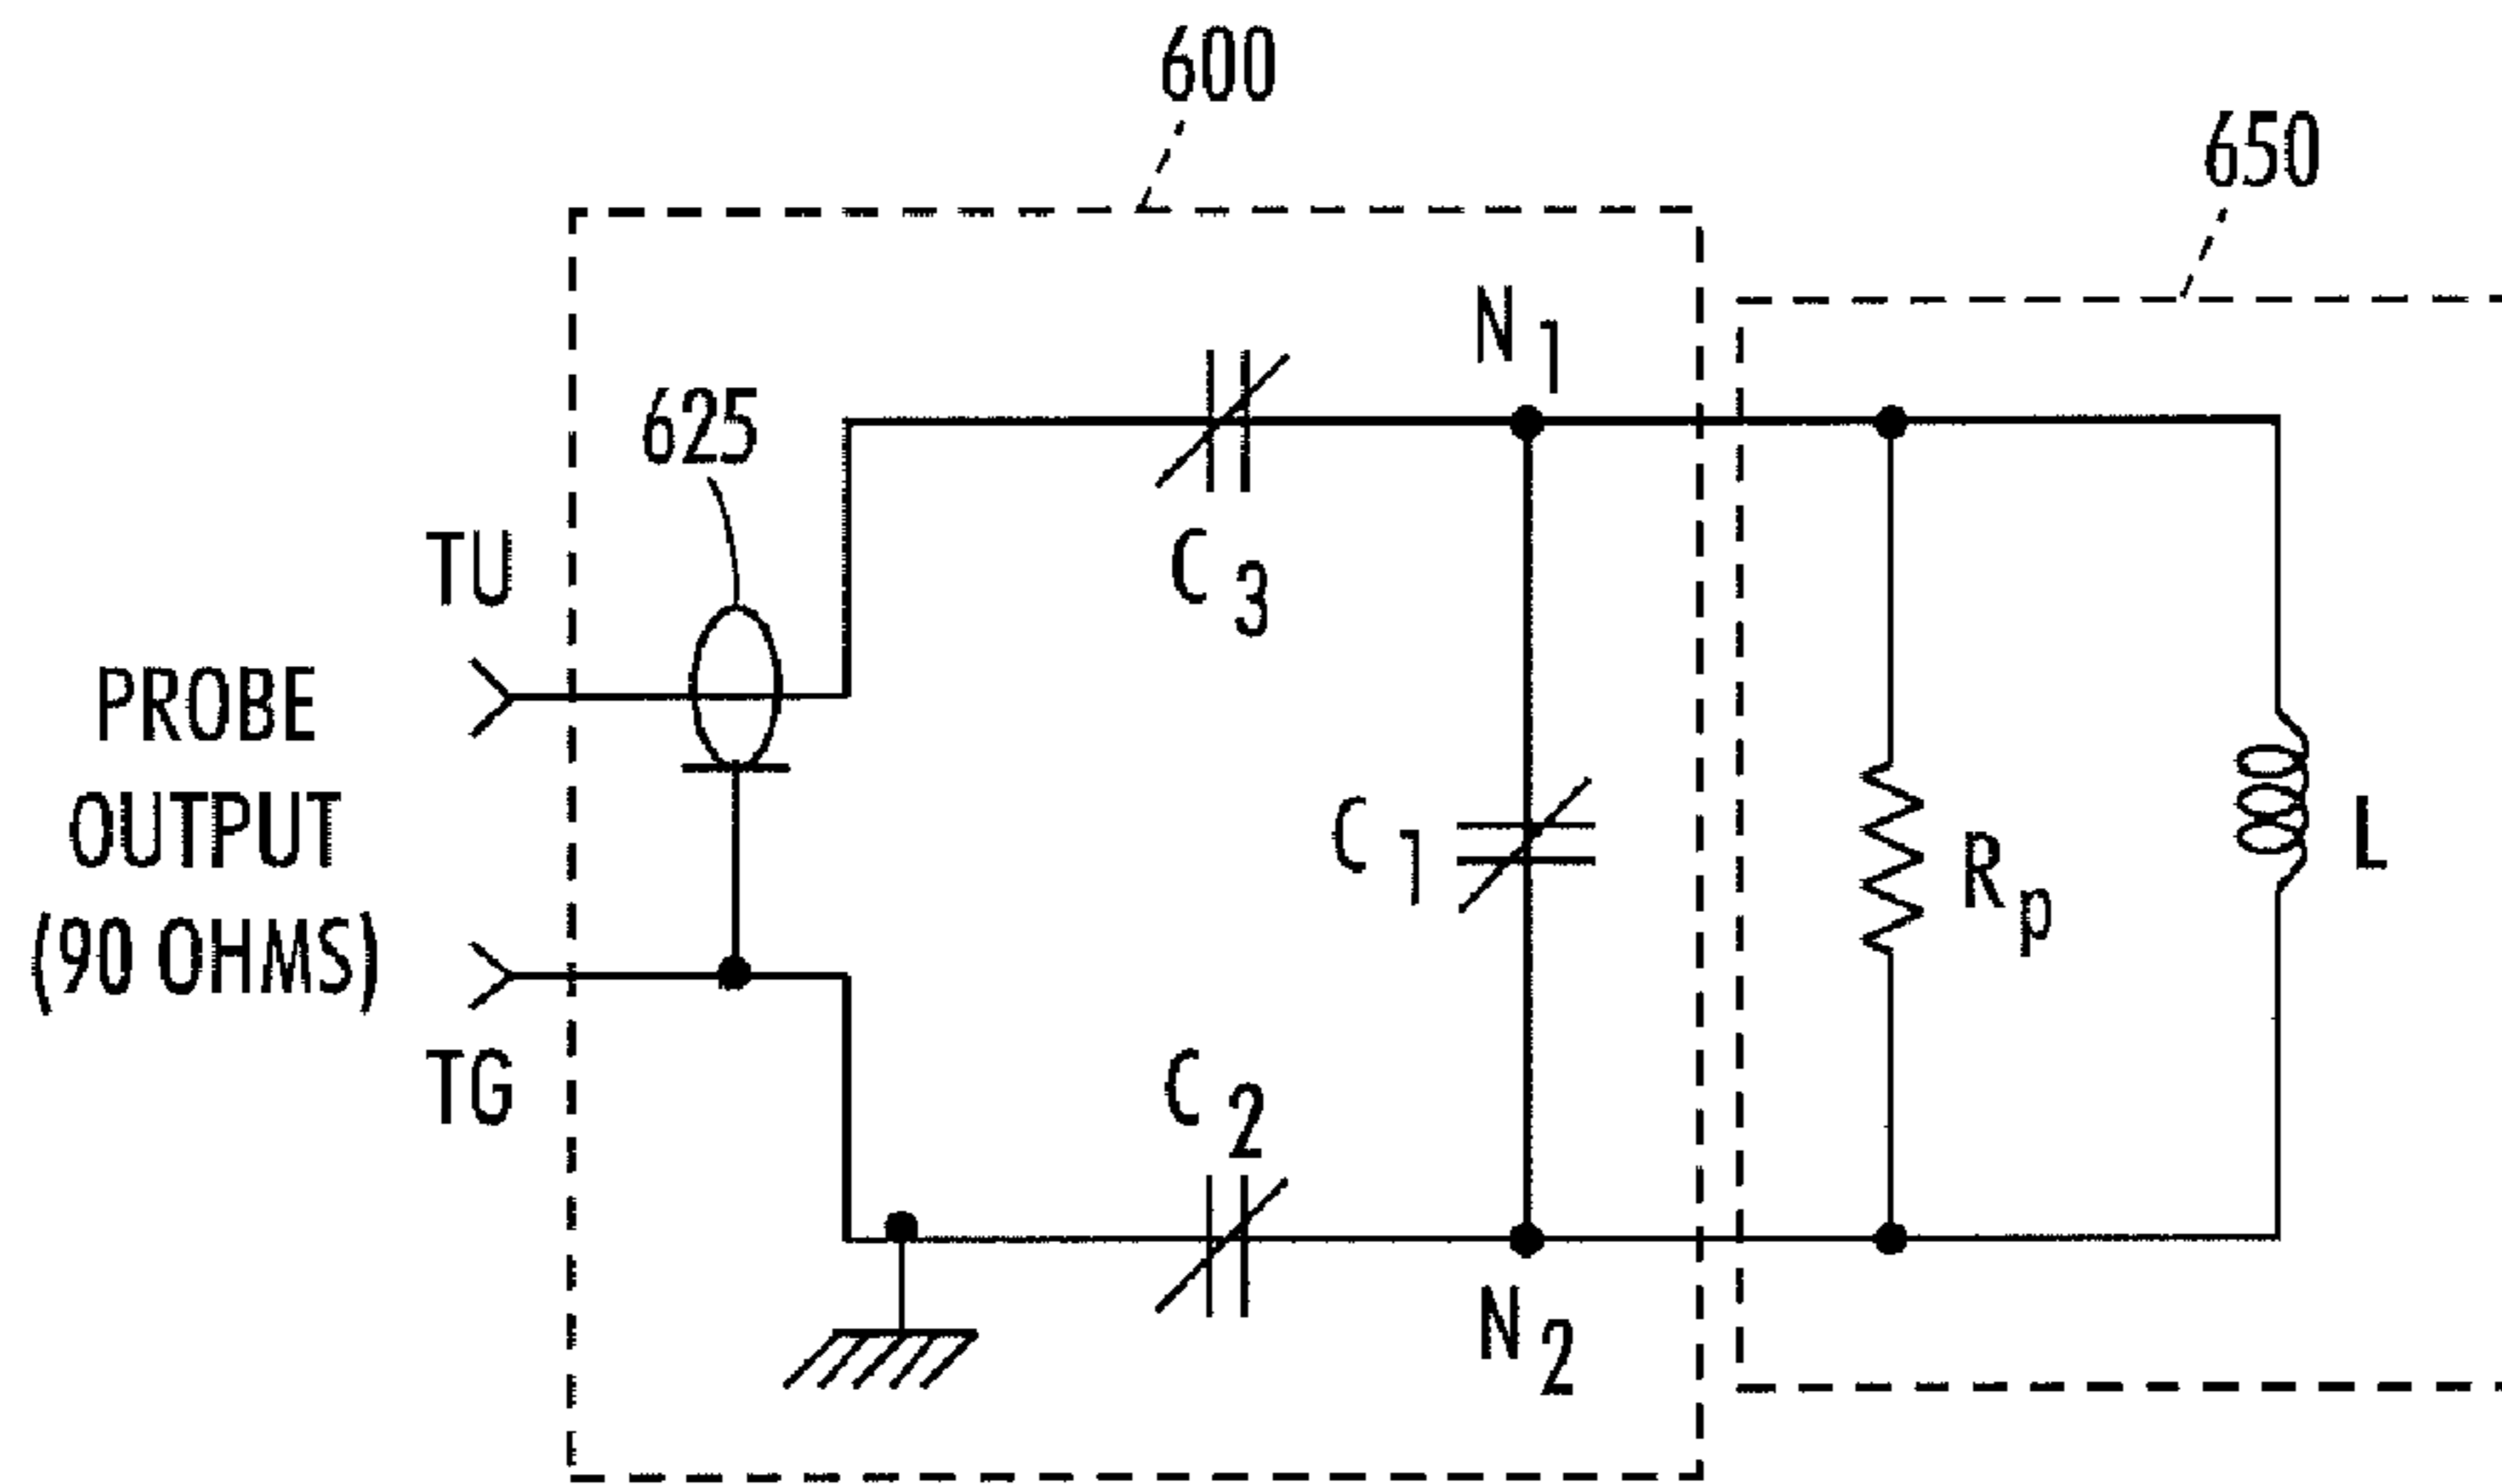 600
650
N1
625
C3
TU
PROBE
OUTPUT
(90 OHMS)
C1
Rp
L
TG
C2
N2